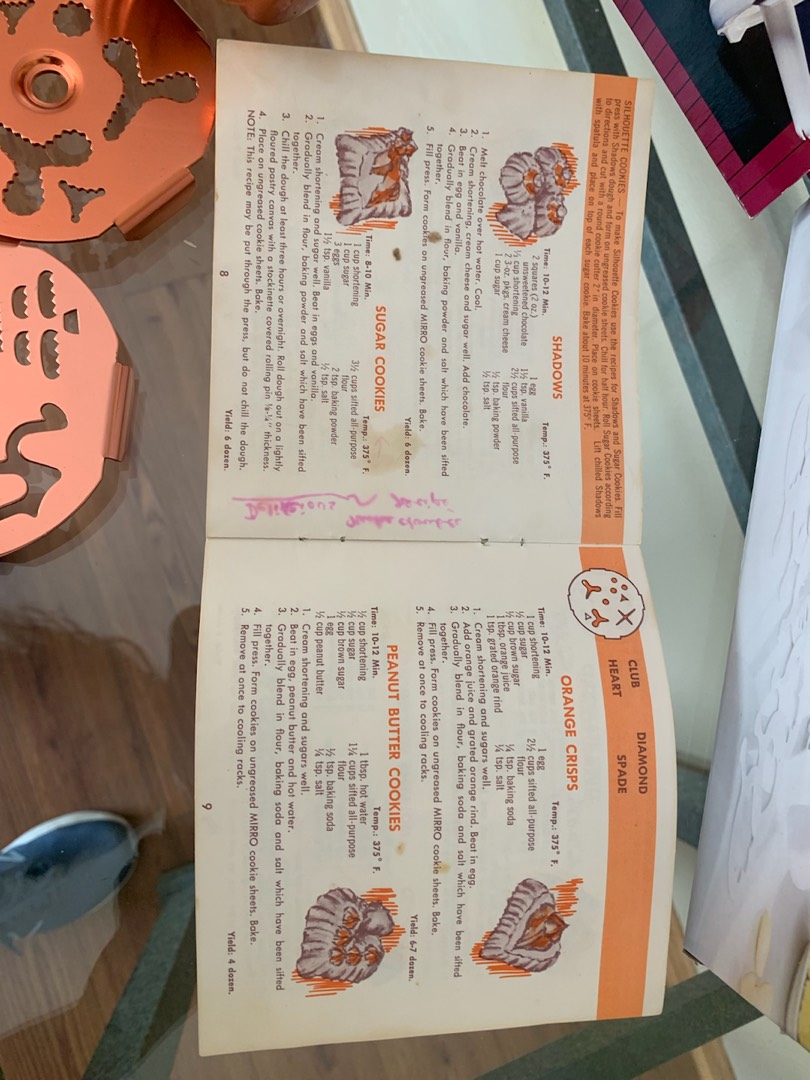 SILHOUETTE COOKIES — To make Silhouette Cookies use the recipes for Shadows and Sugar Cookies. Fill
press with Shadows dough and form on ungreased cookie sheets. Chill for half hour. Roll Sugar Cookies according
to directions and cut with a round cookie cutter 2" in diameter. Place on cookie sheets. Lift chilled Shadows
with spatula and place on top of each sugar cookie. Bake about 10 minutes at 375° F.
SHADOWS
Time: 10-12 Min.
Temp.: 375° F.
2 squares (2 oz.)
unsweetened chocolate
½ cup shortening
2 3-oz. pkgs. cream cheese
1 cup sugar
1 egg
1½ tsp. vanilla
2½ cups sifted all-purpose
flour
½ tsp. baking powder
½ tsp. salt
1. Melt chocolate over hot water. Cool.
2. Cream shortening, cream cheese and sugar well. Add chocolate.
3. Beat in egg and vanilla.
4. Gradually blend in flour, baking powder and salt which have been sifted
together.
5. Fill press. Form cookies on ungreased MIRRO cookie sheets. Bake.
Yield: 6 dozen.
SUGAR COOKIES
Time: 8-10 Min.
Temp.: 375° F.
1 cup shortening
1 cup sugar
3 eggs
1½ tsp. vanilla
3½ cups sifted all-purpose
flour
2 tsp. baking powder
½ tsp. salt
1. Cream shortening and sugar well. Beat in eggs and vanilla.
2. Gradually blend in flour, baking powder and salt which have been sifted
together.
3. Chill the dough at least three hours or overnight. Roll dough out on a lightly
floured pastry canvas with a stockinette covered rolling pin ⅛-¼" thickness.
4. Place on ungreased cookie sheets. Bake.
NOTE: This recipe may be put through the press, but do not chill the dough.
Yield: 6 dozen.
8
CLUB DIAMOND
HEART SPADE
ORANGE CRISPS
Time: 10-12 Min.
Temp.: 375° F.
1 cup shortening
½ cup sugar
½ cup brown sugar
1 tbsp. orange juice
1 tsp. grated orange rind
1 egg
2½ cups sifted all-purpose
flour
¼ tsp. baking soda
¼ tsp. salt
1. Cream shortening and sugars well.
2. Add orange juice and grated orange rind. Beat in egg.
3. Gradually blend in flour, baking soda and salt which have been sifted
together.
4. Fill press. Form cookies on ungreased MIRRO cookie sheets. Bake.
5. Remove at once to cooling racks.
Yield: 6-7 dozen.
PEANUT BUTTER COOKIES
Time: 10-12 Min.
Temp.: 375° F.
½ cup shortening
½ cup sugar
½ cup brown sugar
1 egg
½ cup peanut butter
1 tbsp. hot water
1¼ cups sifted all-purpose
flour
½ tsp. baking soda
¼ tsp. salt
1. Cream shortening and sugars well.
2. Beat in egg, peanut butter and hot water.
3. Gradually blend in flour, baking soda and salt which have been sifted
together.
4. Fill press. Form cookies on ungreased MIRRO cookie sheets. Bake.
5. Remove at once to cooling racks.
Yield: 4 dozen.
9